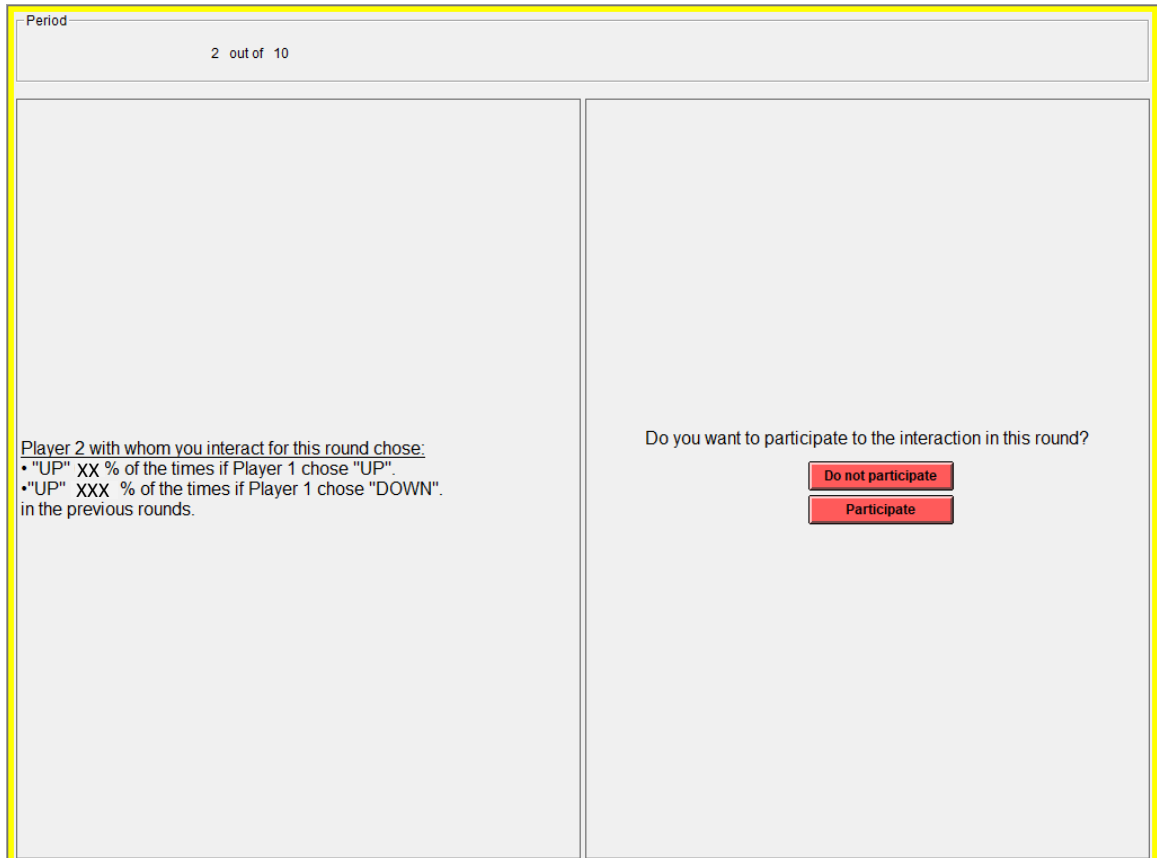 Period
2 out of 10
Player 2 with whom you interact for this round chose:
• "UP" XX % of the times if Player 1 chose "UP".
•"UP" XXX % of the times if Player 1 chose "DOWN".
in the previous rounds.
Do you want to participate to the interaction in this round?
Do not participate
Participate